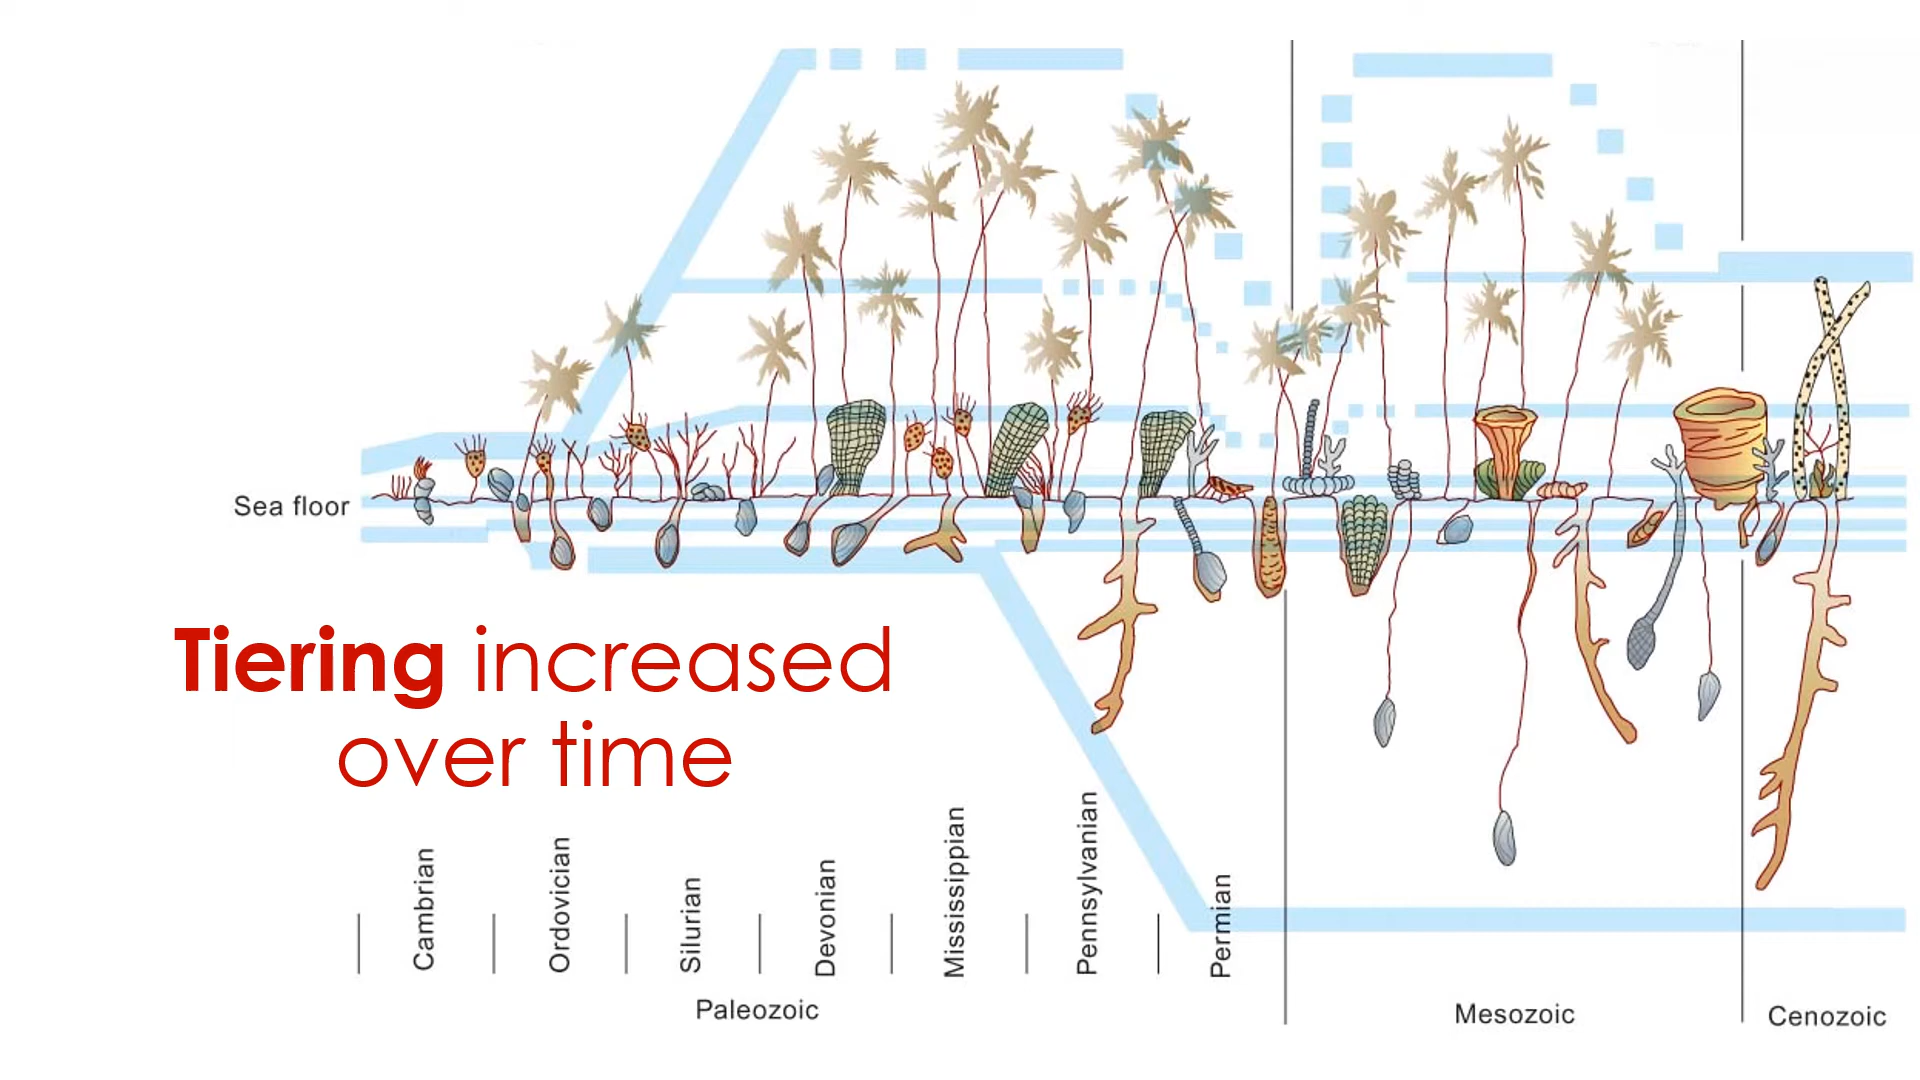 Sea floor
Tiering increased
over time
Cambrian
Ordovician
Silurian
Devonian
Mississippian
Pennsylvanian
Permian
Paleozoic
Mesozoic
Cenozoic